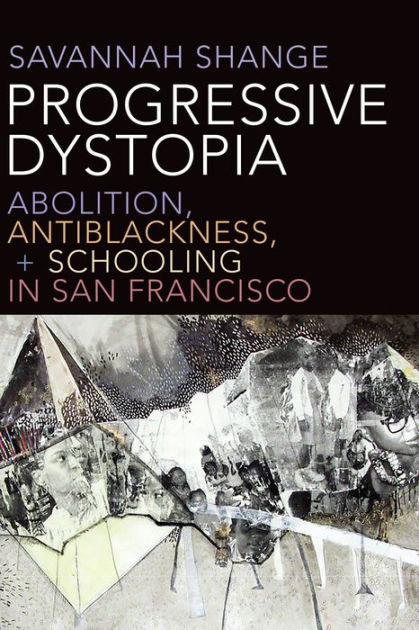 SAVANNAH SHANGE
PROGRESSIVE
DYSTOPIA
ABOLITION,
ANTIBLACKNESS,
+ SCHOOLING
IN SAN FRANCISCO